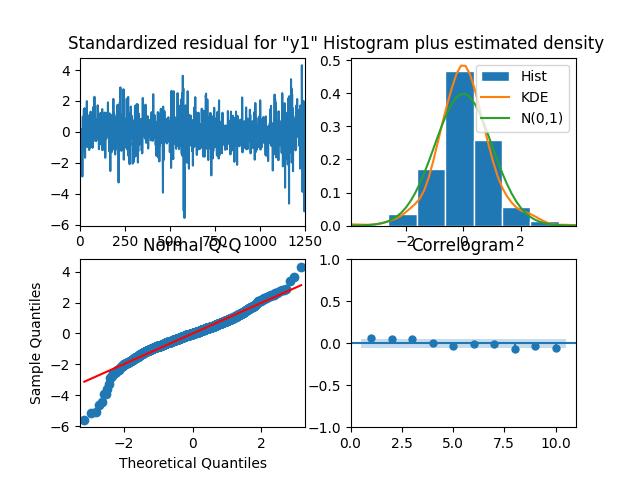 Standardized residual for "y1"
Histogram plus estimated density
4
2
0
−2
−4
−6
0 250 500 750 1000 1250
0.5
0.4
0.3
0.2
0.1
0.0
−2 0 2
Hist
KDE
N(0,1)
Normal Q-Q
Correlogram
Sample Quantiles
4
2
0
−2
−4
−6
−2 0 2
Theoretical Quantiles
1.0
0.5
0.0
−0.5
−1.0
0.0 2.5 5.0 7.5 10.0